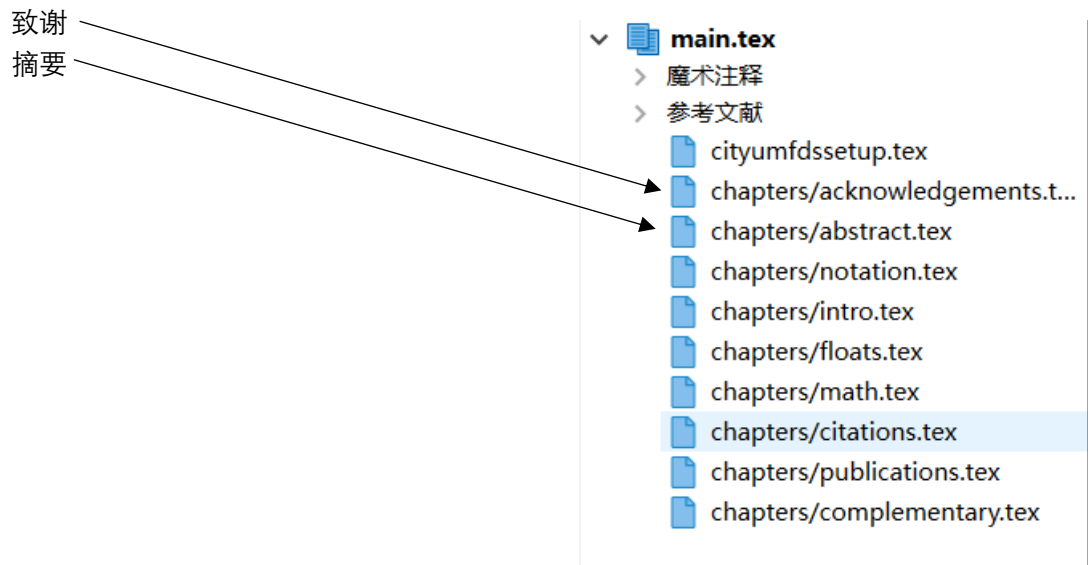 致谢
摘要
main.tex
魔术注释
参考文献
cityumfdssetup.tex
chapters/acknowledgements.t...
chapters/abstract.tex
chapters/notation.tex
chapters/intro.tex
chapters/floats.tex
chapters/math.tex
chapters/citations.tex
chapters/publications.tex
chapters/complementary.tex